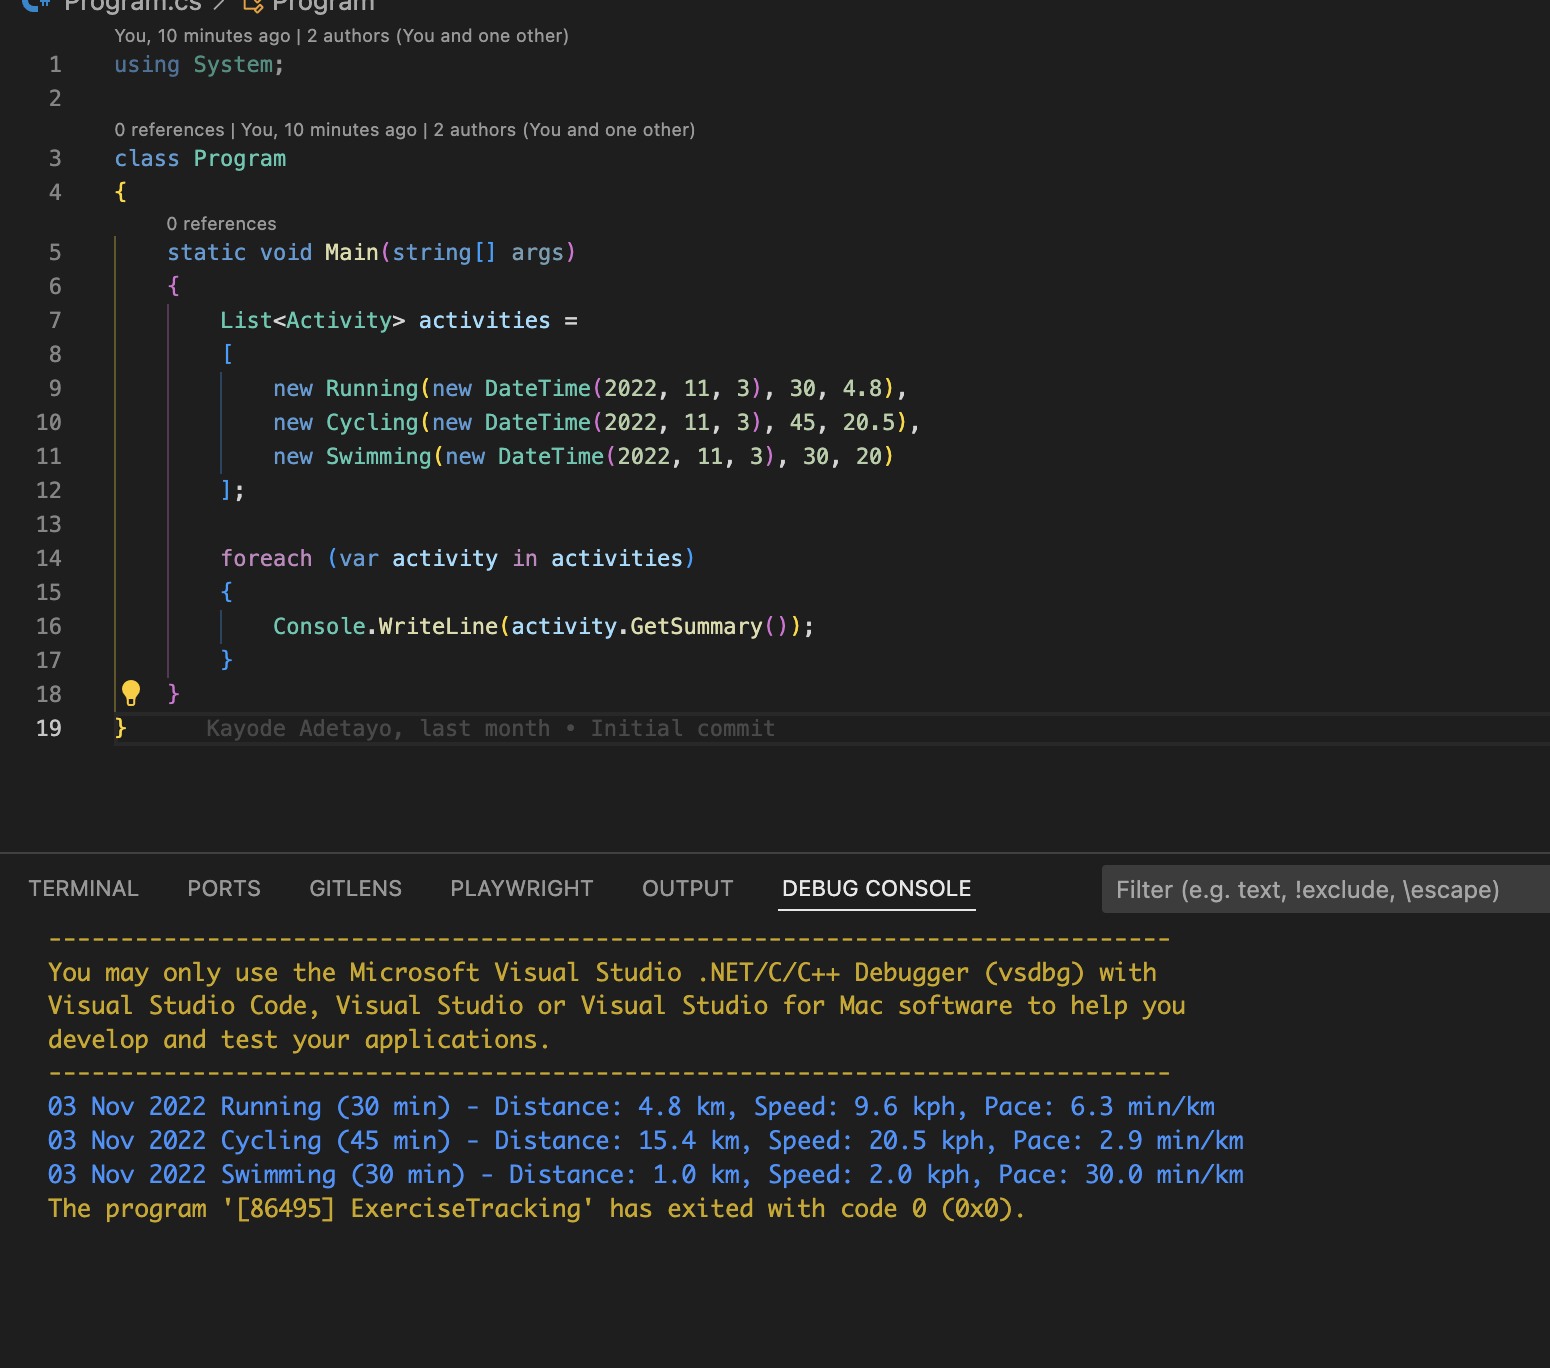 Program.cs > Program
You, 10 minutes ago | 2 authors (You and one other)
1 using System;
2
0 references | You, 10 minutes ago | 2 authors (You and one other)
3 class Program
4 {
0 references
5 static void Main(string[] args)
6 {
7 List<Activity> activities =
8 [
9 new Running(new DateTime(2022, 11, 3), 30, 4.8),
10 new Cycling(new DateTime(2022, 11, 3), 45, 20.5),
11 new Swimming(new DateTime(2022, 11, 3), 30, 20)
12 ];
13
14 foreach (var activity in activities)
15 {
16 Console.WriteLine(activity.GetSummary());
17 }
18 }
19 } Kayode Adetayo, last month • Initial commit
TERMINAL PORTS GITLENS PLAYWRIGHT OUTPUT DEBUG CONSOLE Filter (e.g. text, !exclude, \escape)
------------------------------------------------------------------------------
You may only use the Microsoft Visual Studio .NET/C/C++ Debugger (vsdbg) with
Visual Studio Code, Visual Studio or Visual Studio for Mac software to help you
develop and test your applications.
------------------------------------------------------------------------------
03 Nov 2022 Running (30 min) - Distance: 4.8 km, Speed: 9.6 kph, Pace: 6.3 min/km
03 Nov 2022 Cycling (45 min) - Distance: 15.4 km, Speed: 20.5 kph, Pace: 2.9 min/km
03 Nov 2022 Swimming (30 min) - Distance: 1.0 km, Speed: 2.0 kph, Pace: 30.0 min/km
The program '[86495] ExerciseTracking' has exited with code 0 (0x0).